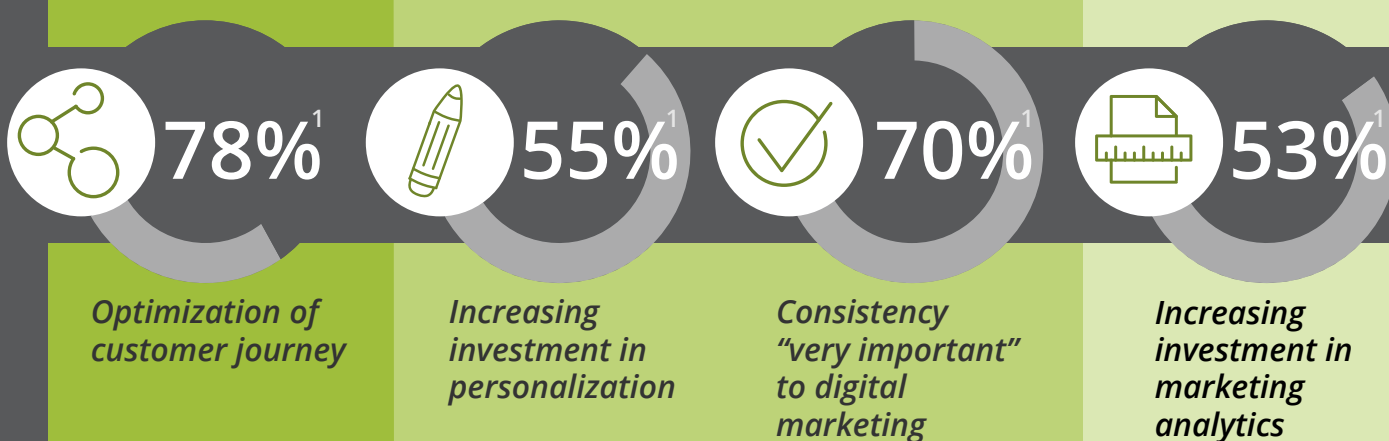 78%1
55%1
70%1
53%1
Optimization of
customer journey
Increasing
investment in
personalization
Consistency
“very important”
to digital
marketing
Increasing
investment in
marketing
analytics